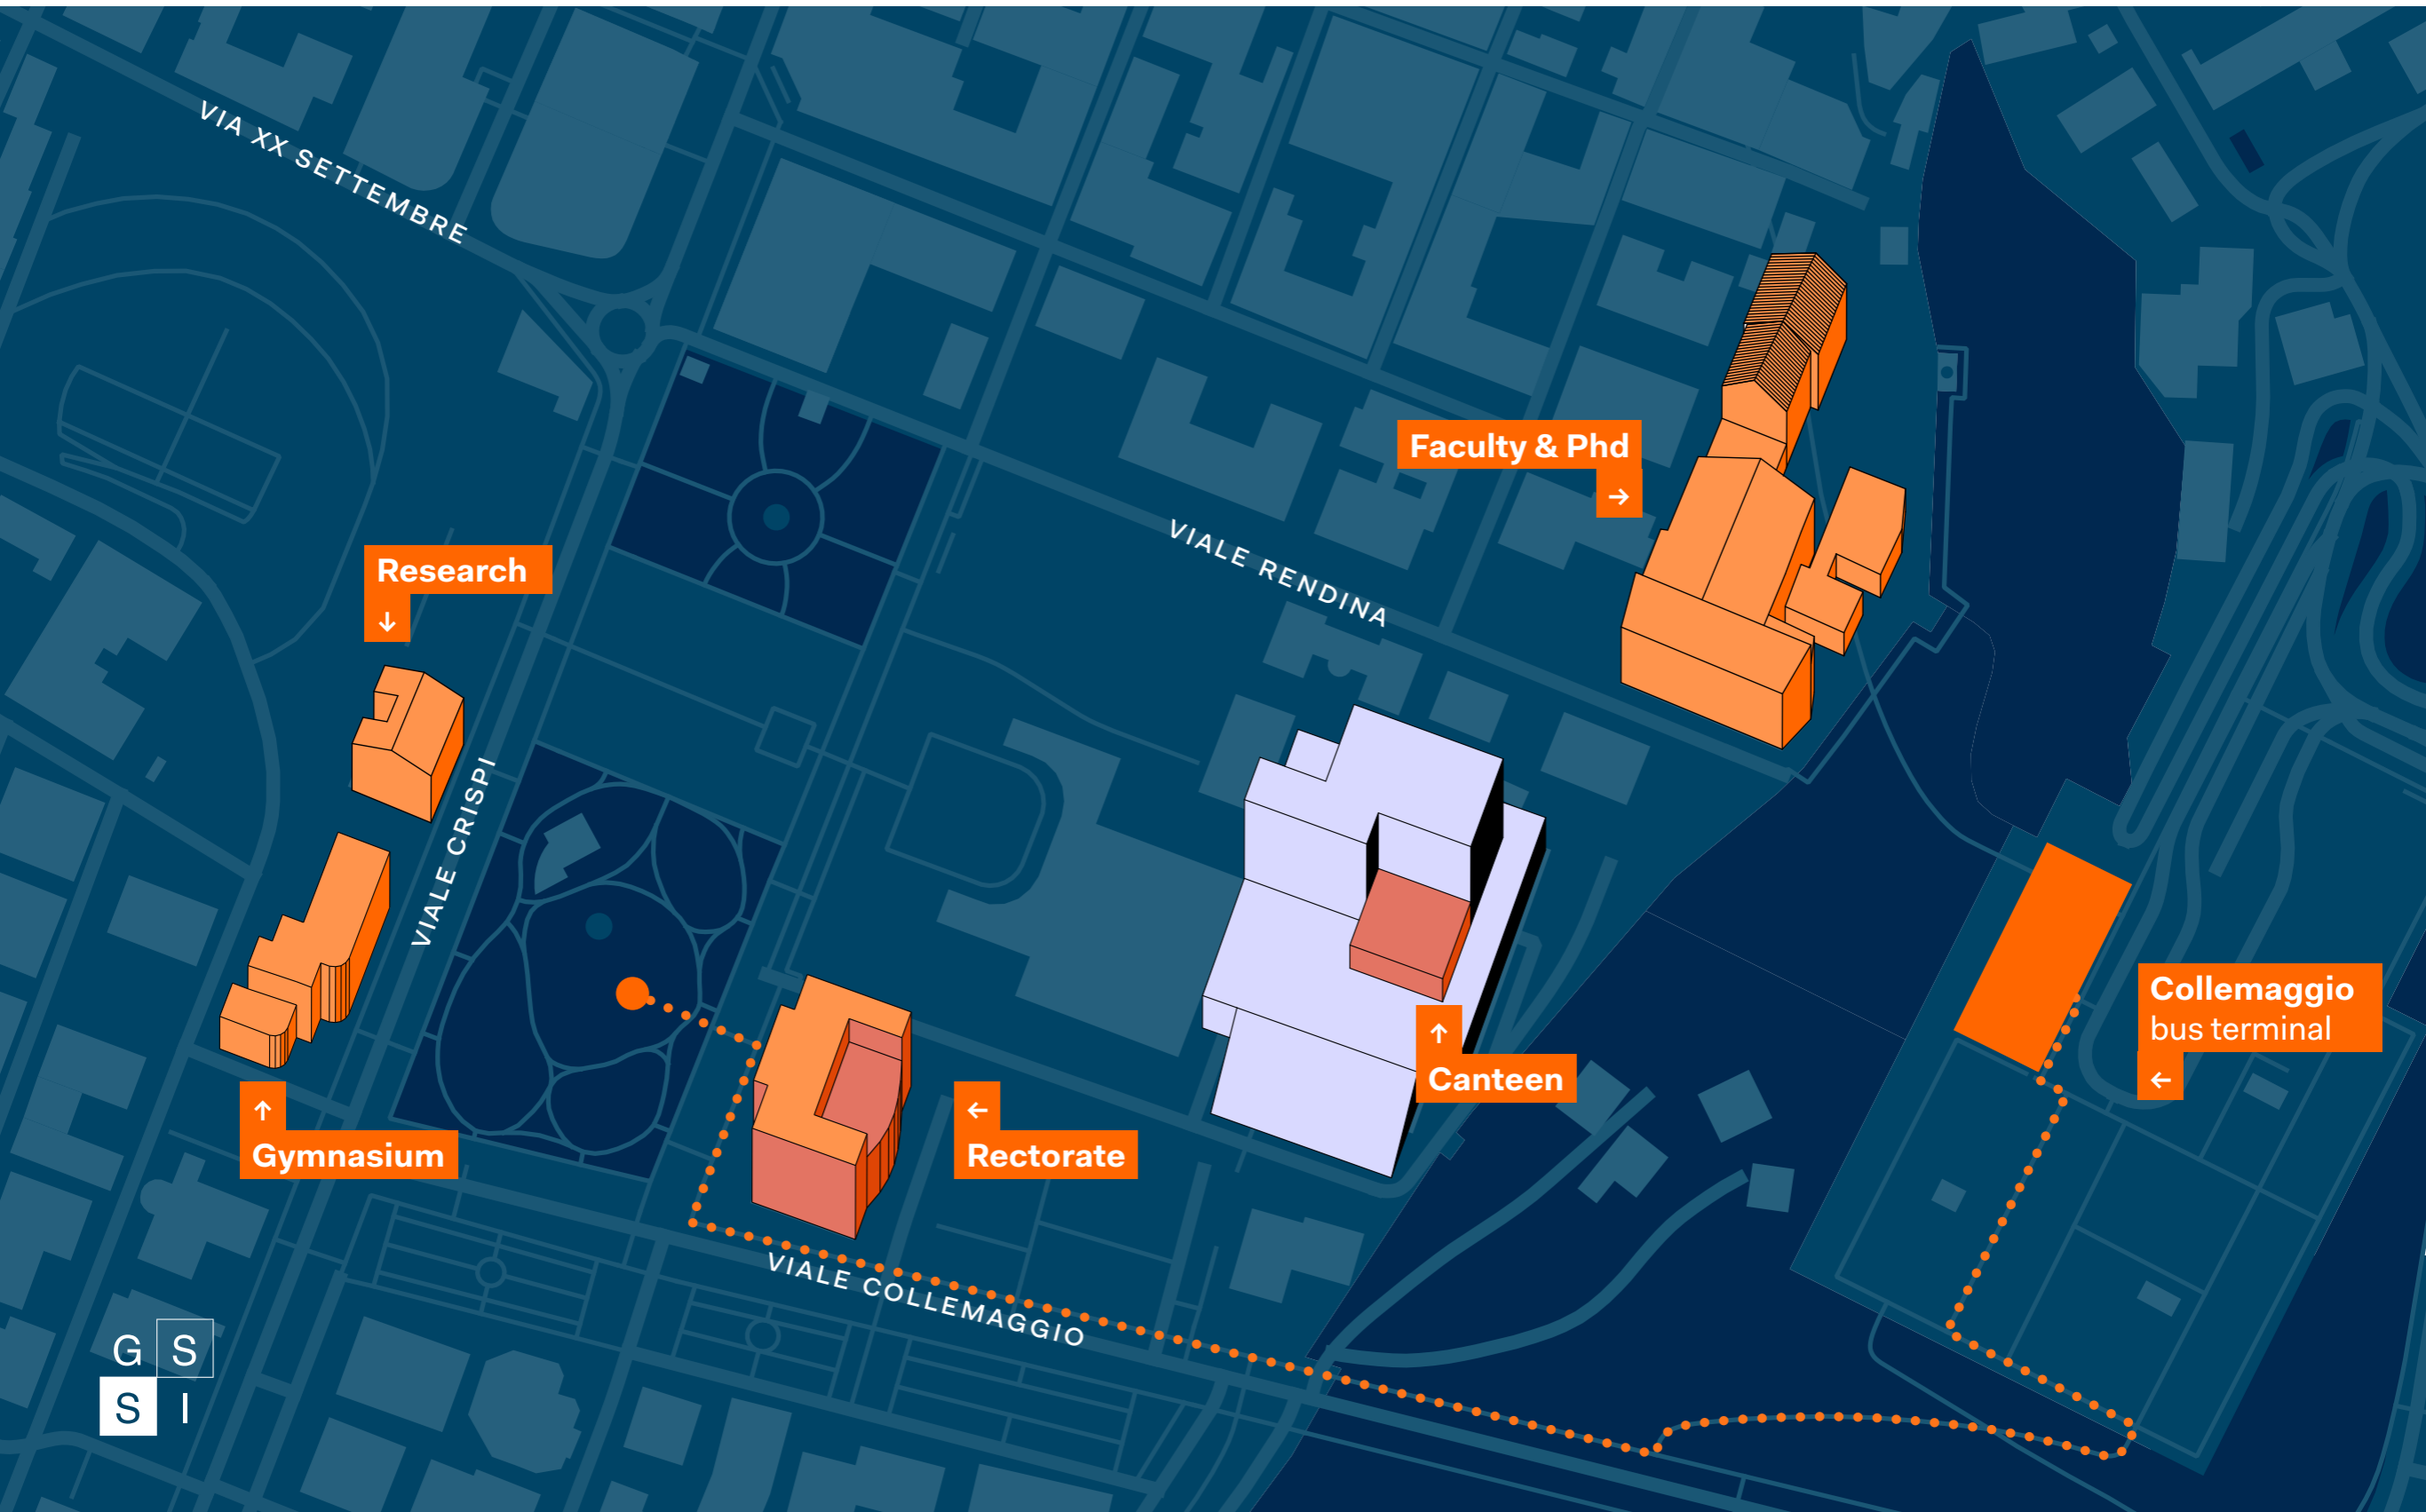 VIA XX SETTEMBRE
Faculty & Phd
→
VIALE RENDINA
Research
↓
VIALE CRISPI
Collemaggio
bus terminal
←
↑
Canteen
↑
Gymnasium
←
Rectorate
VIALE COLLEMAGGIO
G S
S I